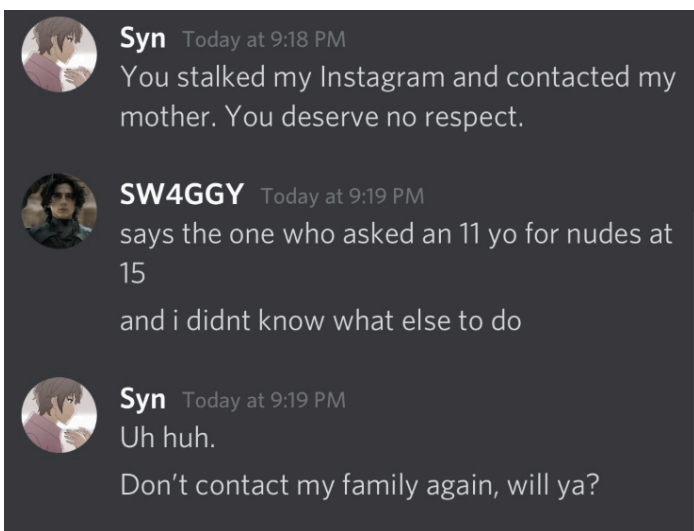 Syn Today at 9:18 PM
You stalked my Instagram and contacted my
mother. You deserve no respect.
SW4GGY Today at 9:19 PM
says the one who asked an 11 yo for nudes at
15
and i didnt know what else to do
Syn Today at 9:19 PM
Uh huh.
Don't contact my family again, will ya?